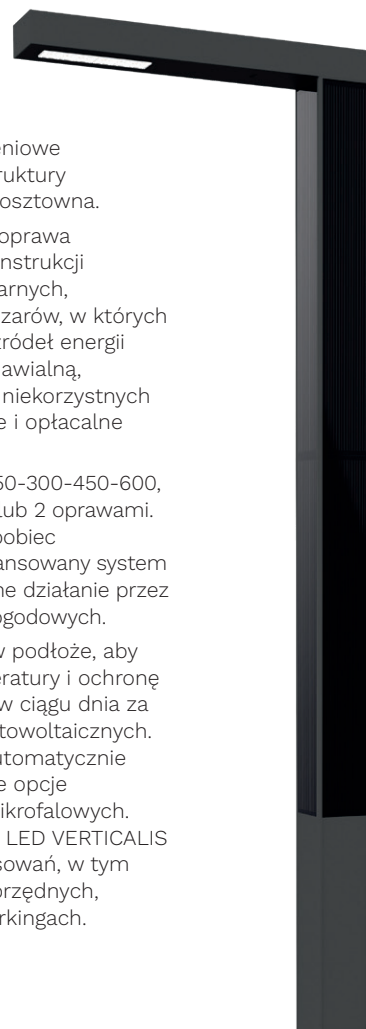 eniowe
ruktury
osztowna.
oprawa
nstrukcji
arnych,
zarów, w których
źródeł energii
awialną,
niekorzystnych
e i opłacalne
50-300-450-600,
lub 2 oprawami.
pobiec
ansowany system
ne działanie przez
ogodowych.
w podłoże, aby
eratury i ochronę
w ciągu dnia za
towoltaicznych.
utomatycznie
e opcje
ikrofalowych.
LED VERTICALIS
sowań, w tym
orzędnych,
rkingach.